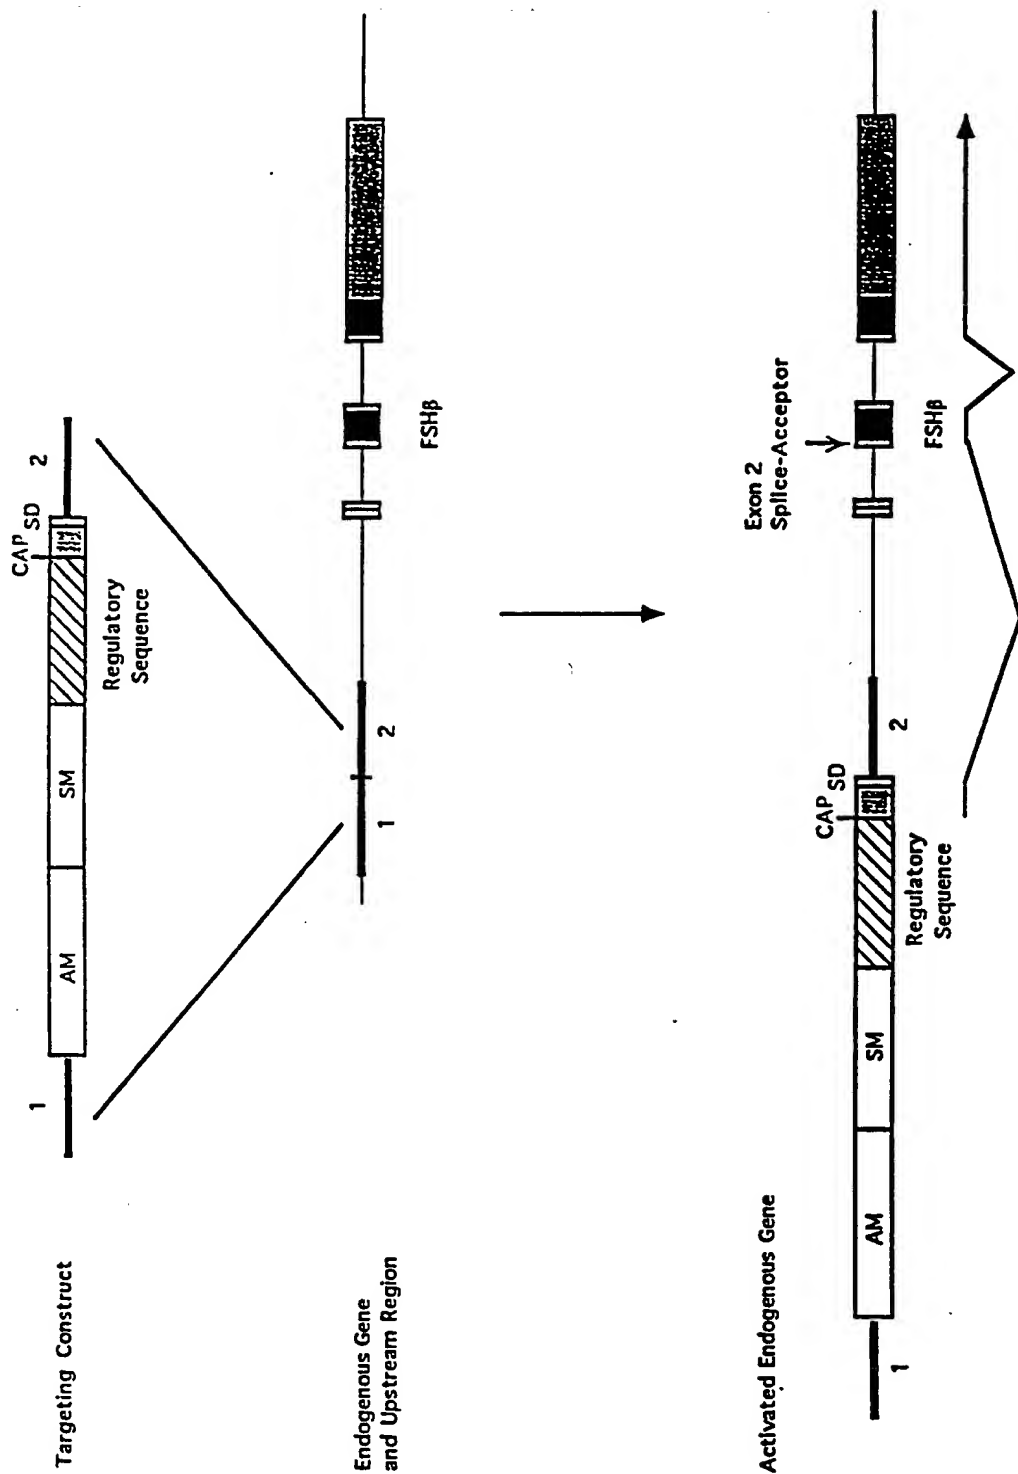 Targeting Construct
1
AM
SM
Regulatory
Sequence
CAP
SD
2
Endogenous Gene
and Upstream Region
1
2
FSHβ
Activated Endogenous Gene
1
AM
SM
Regulatory
Sequence
CAP
SD
2
Exon 2
Splice-Acceptor
FSHβ